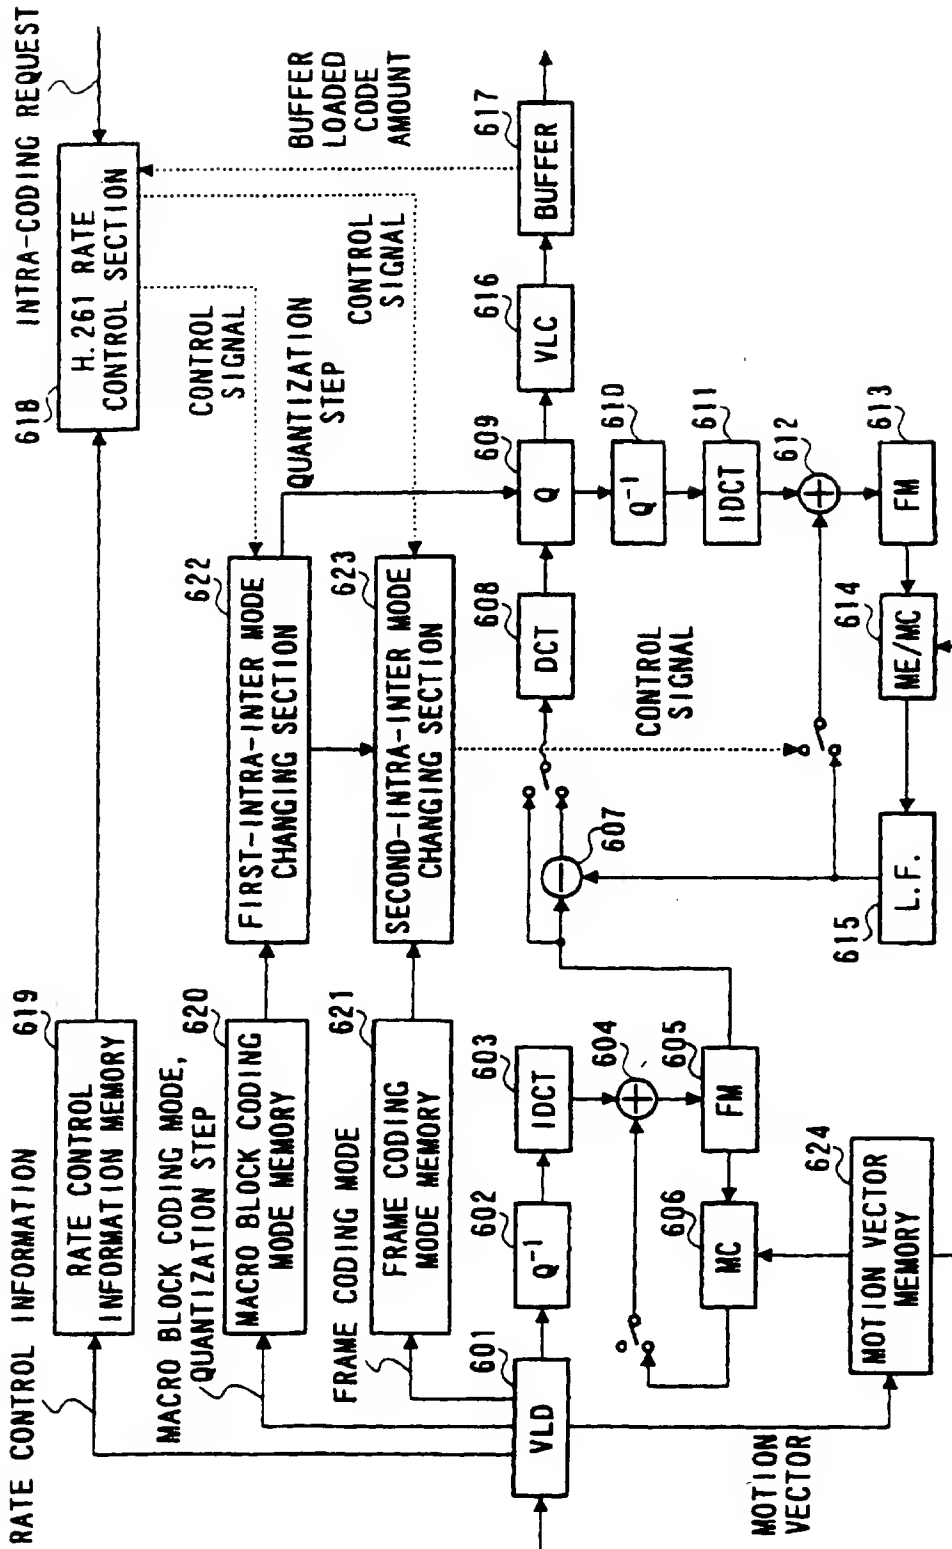 RATE CONTROL INFORMATION
619
RATE CONTROL
INFORMATION MEMORY
MACRO BLOCK CODING MODE,
QUANTIZATION STEP
620
MACRO BLOCK CODING
MODE MEMORY
FRAME CODING MODE
621
FRAME CODING
MODE MEMORY
601
VLD
602
Q⁻¹
603
IDCT
604
+
605
FM
606
MC
MOTION
VECTOR
624
MOTION VECTOR
MEMORY
INTRA-CODING REQUEST
618
H.261 RATE
CONTROL SECTION
CONTROL
SIGNAL
CONTROL
SIGNAL
BUFFER
LOADED
CODE
AMOUNT
622
FIRST-INTRA-INTER MODE
CHANGING SECTION
QUANTIZATION
STEP
623
SECOND-INTRA-INTER MODE
CHANGING SECTION
607
−
608
DCT
609
Q
616
VLC
617
BUFFER
610
Q⁻¹
611
IDCT
612
+
613
FM
614
ME/MC
615
L.F.
CONTROL
SIGNAL